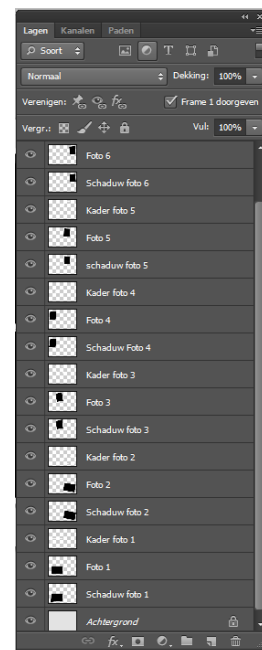 Lagen Kanalen Paden
Soort
Normaal Dekking: 100%
Verenigen: Frame 1 doorgeven
Vergr.: Vul: 100%
Foto 6
Schaduw foto 6
Kader foto 5
Foto 5
schaduw foto 5
Kader foto 4
Foto 4
Schaduw Foto 4
Kader foto 3
Foto 3
Schaduw foto 3
Kader foto 2
Foto 2
Schaduw foto 2
Kader foto 1
Foto 1
Schaduw foto 1
Achtergrond
fx.